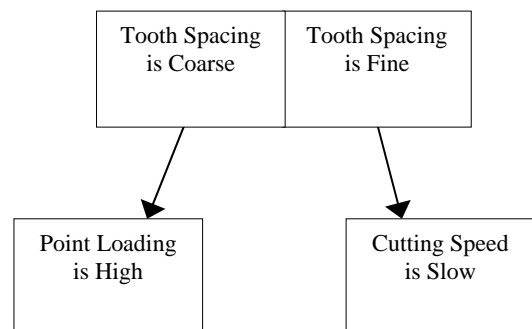 Tooth Spacing
is Coarse
Tooth Spacing
is Fine
Point Loading
is High
Cutting Speed
is Slow